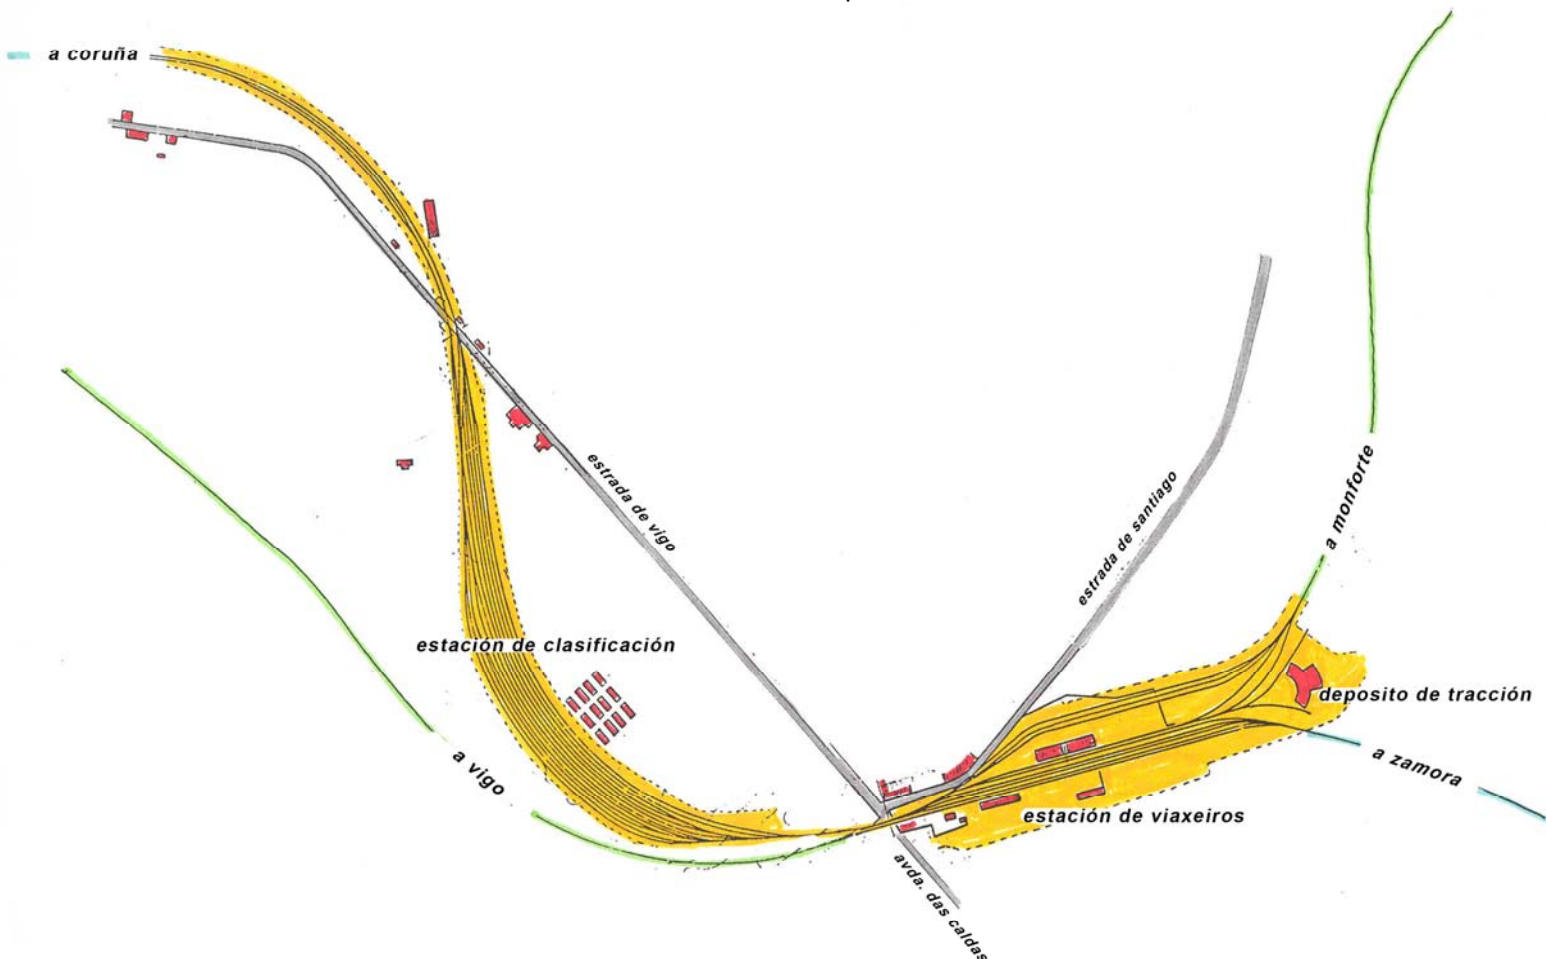 a coruña
estrada de vigo
estrada de santiago
a monforte
estación de clasificación
deposito de tracción
a vigo
a zamora
estación de viaxeiros
avda. das caldas